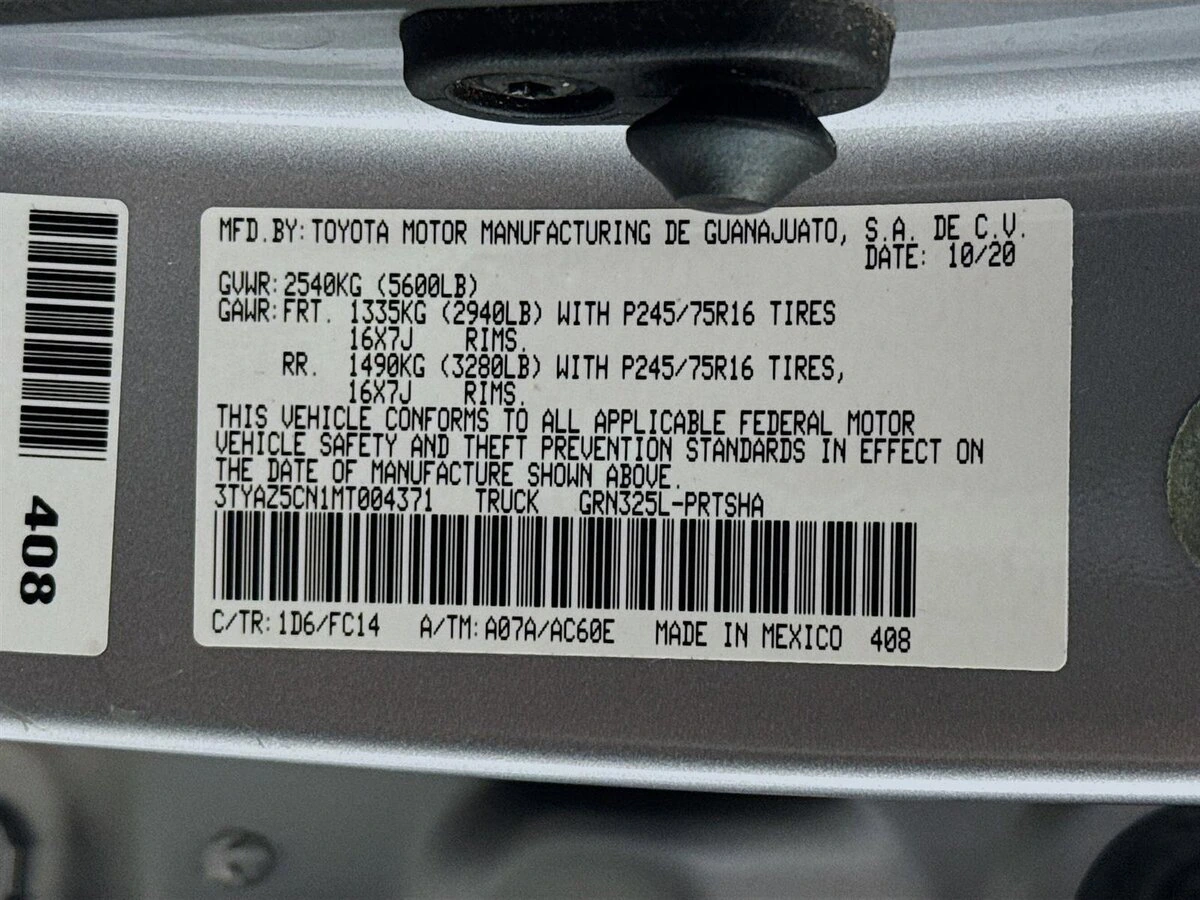 408
MFD.BY:TOYOTA MOTOR MANUFACTURING DE GUANAJUATO, S.A. DE C.V.
DATE: 10/20
GVWR:2540KG (5600LB)
GAWR:FRT. 1335KG (2940LB) WITH P245/75R16 TIRES
16X7J RIMS.
RR. 1490KG (3280LB) WITH P245/75R16 TIRES,
16X7J RIMS.
THIS VEHICLE CONFORMS TO ALL APPLICABLE FEDERAL MOTOR
VEHICLE SAFETY AND THEFT PREVENTION STANDARDS IN EFFECT ON
THE DATE OF MANUFACTURE SHOWN ABOVE.
3TYAZ5CN1MT004371 TRUCK GRN325L-PRTSHA
C/TR:1D6/FC14 A/TM:A07A/AC60E MADE IN MEXICO 408